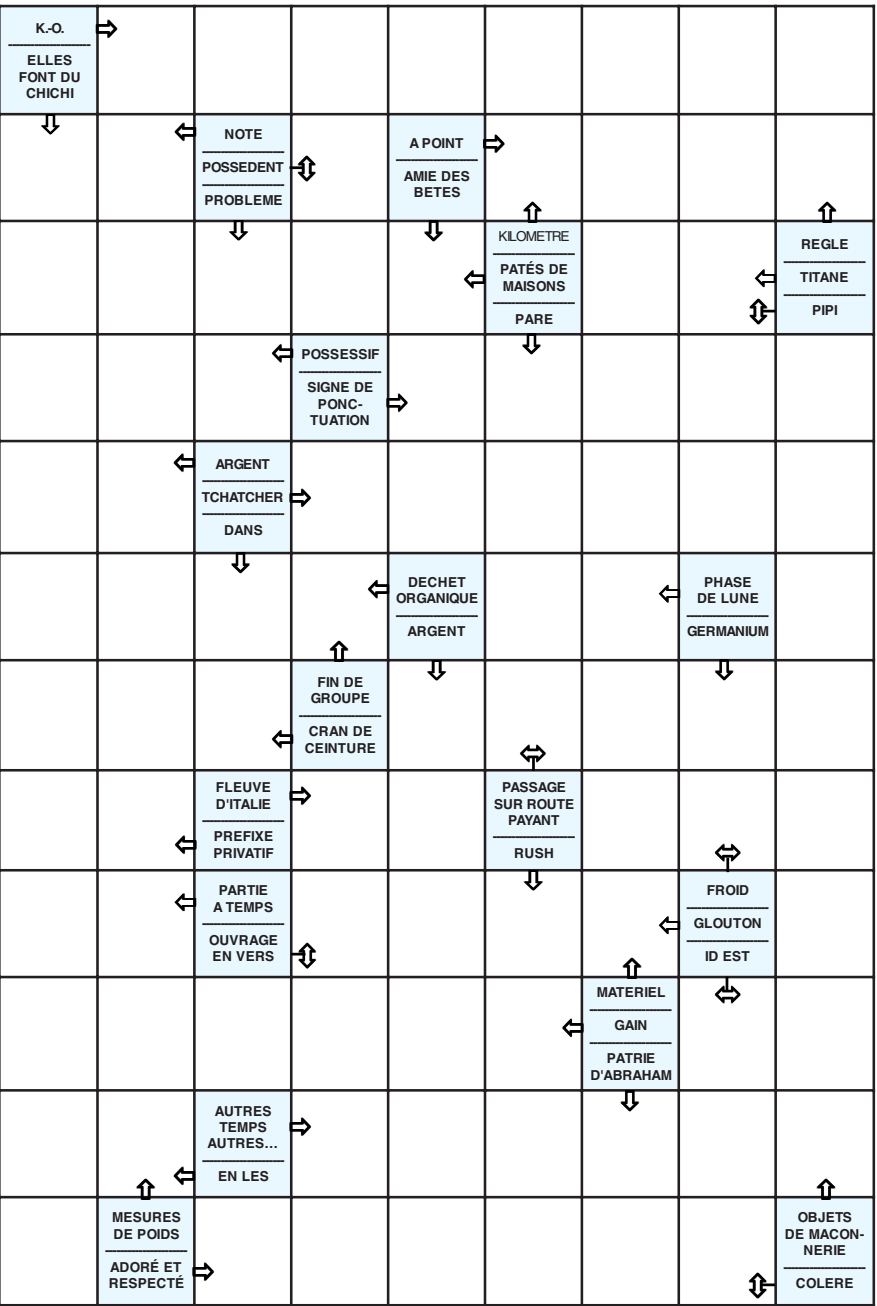 K.-O.
ELLES
FONT DU
CHICHI
NOTE
POSSEDENT
PROBLEME
A POINT
AMIE DES
BETES
KILOMETRE
PATÉS DE
MAISONS
PARE
REGLE
TITANE
PIPI
POSSESSIF
SIGNE DE
PONC-
TUATION
ARGENT
TCHATCHER
DANS
DECHET
ORGANIQUE
ARGENT
PHASE
DE LUNE
GERMANIUM
FIN DE
GROUPE
CRAN DE
CEINTURE
FLEUVE
D'ITALIE
PREFIXE
PRIVATIF
PASSAGE
SUR ROUTE
PAYANT
RUSH
PARTIE
A TEMPS
OUVRAGE
EN VERS
FROID
GLOUTON
ID EST
MATERIEL
GAIN
PATRIE
D'ABRAHAM
AUTRES
TEMPS
AUTRES...
EN LES
MESURES
DE POIDS
ADORÉ ET
RESPECTÉ
OBJETS
DE MACON-
NERIE
COLERE